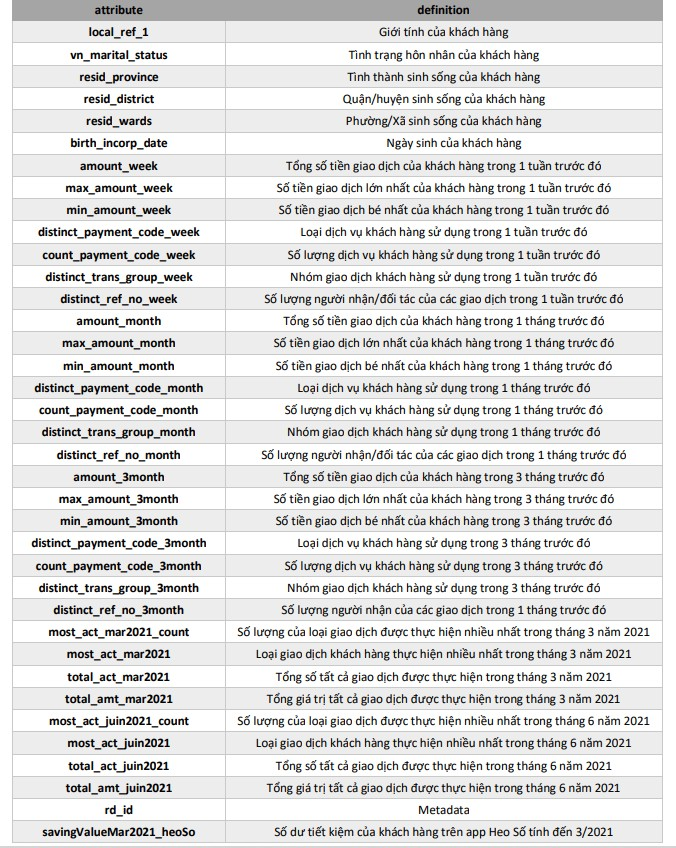 attribute definition
local_ref_1 Giới tính của khách hàng
vn_marital_status Tình trạng hôn nhân của khách hàng
resid_province Tỉnh thành sinh sống của khách hàng
resid_district Quận/huyện sinh sống của khách hàng
resid_wards Phường/Xã sinh sống của khách hàng
birth_incorp_date Ngày sinh của khách hàng
amount_week Tổng số tiền giao dịch của khách hàng trong 1 tuần trước đó
max_amount_week Số tiền giao dịch lớn nhất của khách hàng trong 1 tuần trước đó
min_amount_week Số tiền giao dịch bé nhất của khách hàng trong 1 tuần trước đó
distinct_payment_code_week Loại dịch vụ khách hàng sử dụng trong 1 tuần trước đó
count_payment_code_week Số lượng dịch vụ khách hàng sử dụng trong 1 tuần trước đó
distinct_trans_group_week Nhóm giao dịch khách hàng sử dụng trong 1 tuần trước đó
distinct_ref_no_week Số lượng người nhận/đối tác của các giao dịch trong 1 tuần trước đó
amount_month Tổng số tiền giao dịch của khách hàng trong 1 tháng trước đó
max_amount_month Số tiền giao dịch lớn nhất của khách hàng trong 1 tháng trước đó
min_amount_month Số tiền giao dịch bé nhất của khách hàng trong 1 tháng trước đó
distinct_payment_code_month Loại dịch vụ khách hàng sử dụng trong 1 tháng trước đó
count_payment_code_month Số lượng dịch vụ khách hàng sử dụng trong 1 tháng trước đó
distinct_trans_group_month Nhóm giao dịch khách hàng sử dụng trong 1 tháng trước đó
distinct_ref_no_month Số lượng người nhận/đối tác của các giao dịch trong 1 tháng trước đó
amount_3month Tổng số tiền giao dịch của khách hàng trong 3 tháng trước đó
max_amount_3month Số tiền giao dịch lớn nhất của khách hàng trong 3 tháng trước đó
min_amount_3month Số tiền giao dịch bé nhất của khách hàng trong 3 tháng trước đó
distinct_payment_code_3month Loại dịch vụ khách hàng sử dụng trong 3 tháng trước đó
count_payment_code_3month Số lượng dịch vụ khách hàng sử dụng trong 3 tháng trước đó
distinct_trans_group_3month Nhóm giao dịch khách hàng sử dụng trong 3 tháng trước đó
distinct_ref_no_3month Số lượng người nhận của các giao dịch trong 1 tháng trước đó
most_act_mar2021_count Số lượng của loại giao dịch được thực hiện nhiều nhất trong tháng 3 năm 2021
most_act_mar2021 Loại giao dịch khách hàng thực hiện nhiều nhất trong tháng 3 năm 2021
total_act_mar2021 Tổng số tất cả giao dịch được thực hiện trong tháng 3 năm 2021
total_amt_mar2021 Tổng giá trị tất cả giao dịch được thực hiện trong tháng 3 năm 2021
most_act_juin2021_count Số lượng của loại giao dịch được thực hiện nhiều nhất trong tháng 6 năm 2021
most_act_juin2021 Loại giao dịch khách hàng thực hiện nhiều nhất trong tháng 6 năm 2021
total_act_juin2021 Tổng số tất cả giao dịch được thực hiện trong tháng 6 năm 2021
total_amt_juin2021 Tổng giá trị tất cả giao dịch được thực hiện trong tháng 6 năm 2021
rd_id Metadata
savingValueMar2021_heoSo Số dư tiết kiệm của khách hàng trên app Heo Số tính đến 3/2021